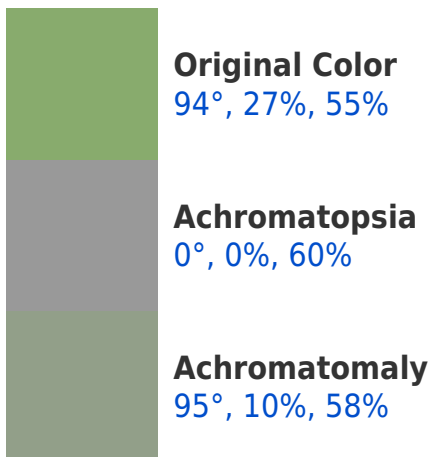 Original Color
94°, 27%, 55%
Achromatopsia
0°, 0%, 60%
Achromatomaly
95°, 10%, 58%